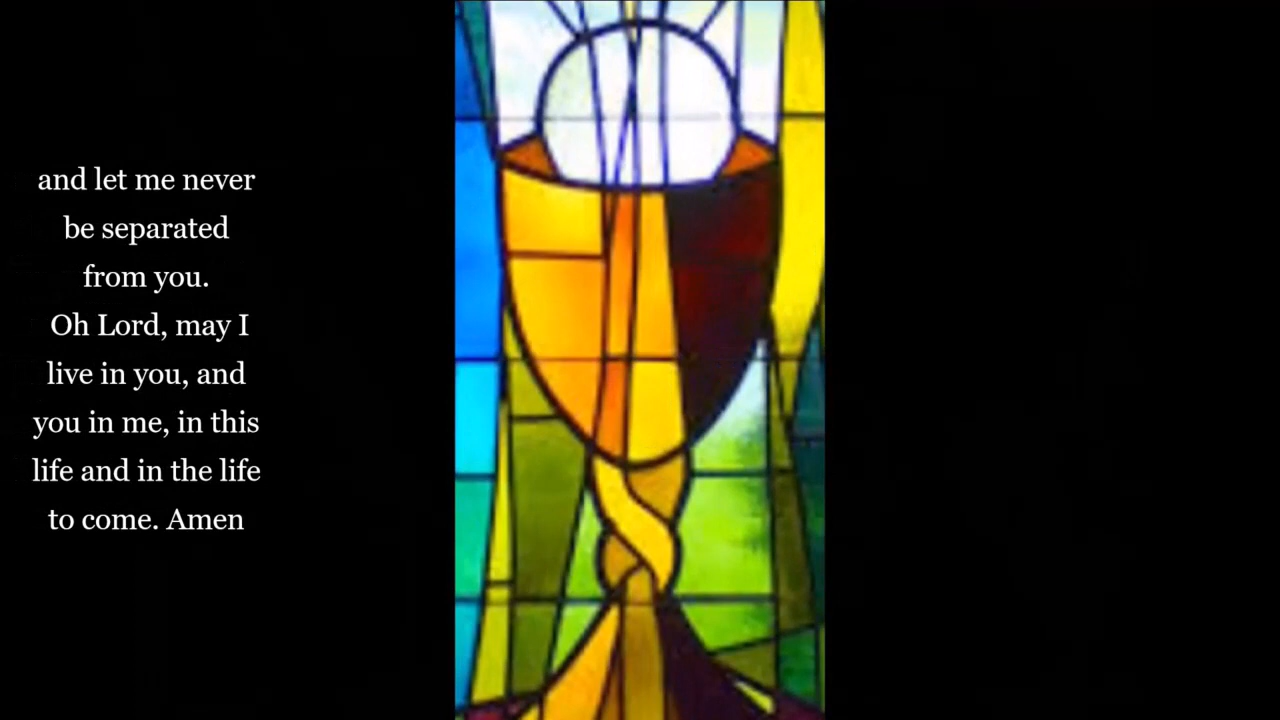 and let me never
be separated
from you.
Oh Lord, may I
live in you, and
you in me, in this
life and in the life
to come. Amen